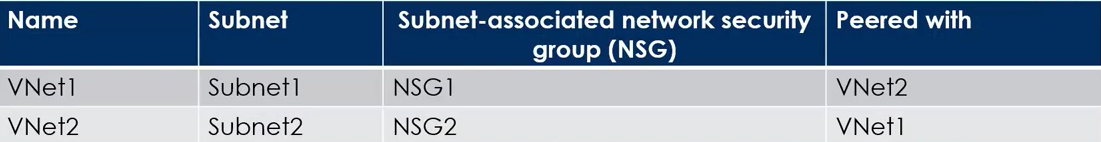 Name Subnet Subnet-associated network security group (NSG) Peered with
VNet1 Subnet1 NSG1 VNet2
VNet2 Subnet2 NSG2 VNet1